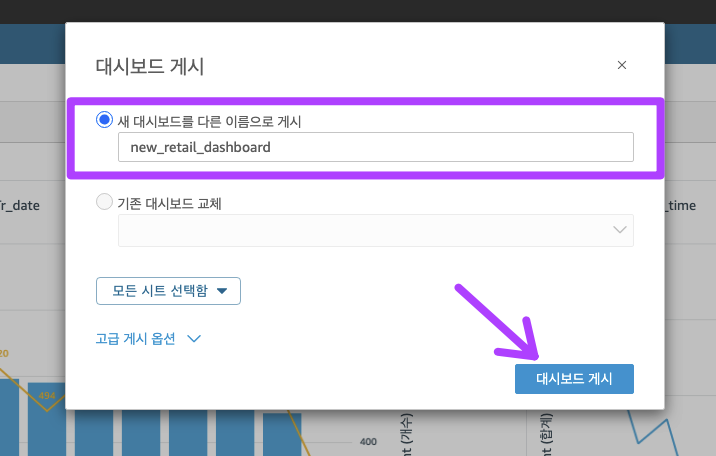 대시보드 게시
새 대시보드를 다른 이름으로 게시
new_retail_dashboard
r_date
기존 대시보드 교체
_time
모든 시트 선택함
고급 게시 옵션
20
대시보드 게시
494
400
nt (개수)
nt (합계)